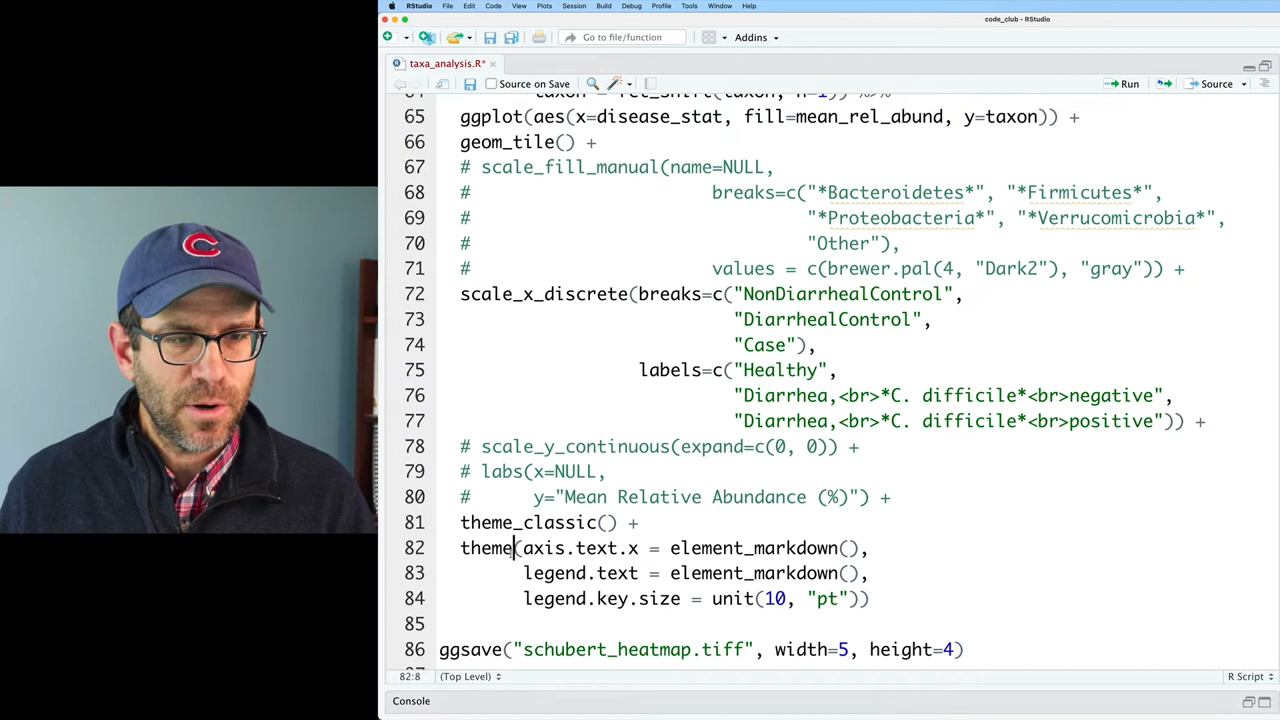 RStudio File Edit Code View Plots Session Build Debug Profile Tools Window Help
code_club - RStudio
Go to file/function Addins
taxa_analysis.R*
Source on Save Run Source
65 ggplot(aes(x=disease_stat, fill=mean_rel_abund, y=taxon)) +
66 geom_tile() +
67 # scale_fill_manual(name=NULL,
68 # breaks=c("*Bacteroidetes*", "*Firmicutes*",
69 # "*Proteobacteria*", "*Verrucomicrobia*",
70 # "Other"),
71 # values = c(brewer.pal(4, "Dark2"), "gray")) +
72 scale_x_discrete(breaks=c("NonDiarrhealControl",
73 "DiarrhealControl",
74 "Case"),
75 labels=c("Healthy",
76 "Diarrhea,<br>*C. difficile*<br>negative",
77 "Diarrhea,<br>*C. difficile*<br>positive")) +
78 # scale_y_continuous(expand=c(0, 0)) +
79 # labs(x=NULL,
80 # y="Mean Relative Abundance (%)") +
81 theme_classic() +
82 theme(axis.text.x = element_markdown(),
83 legend.text = element_markdown(),
84 legend.key.size = unit(10, "pt"))
85
86 ggsave("schubert_heatmap.tiff", width=5, height=4)
82:8 (Top Level) R Script
Console
C